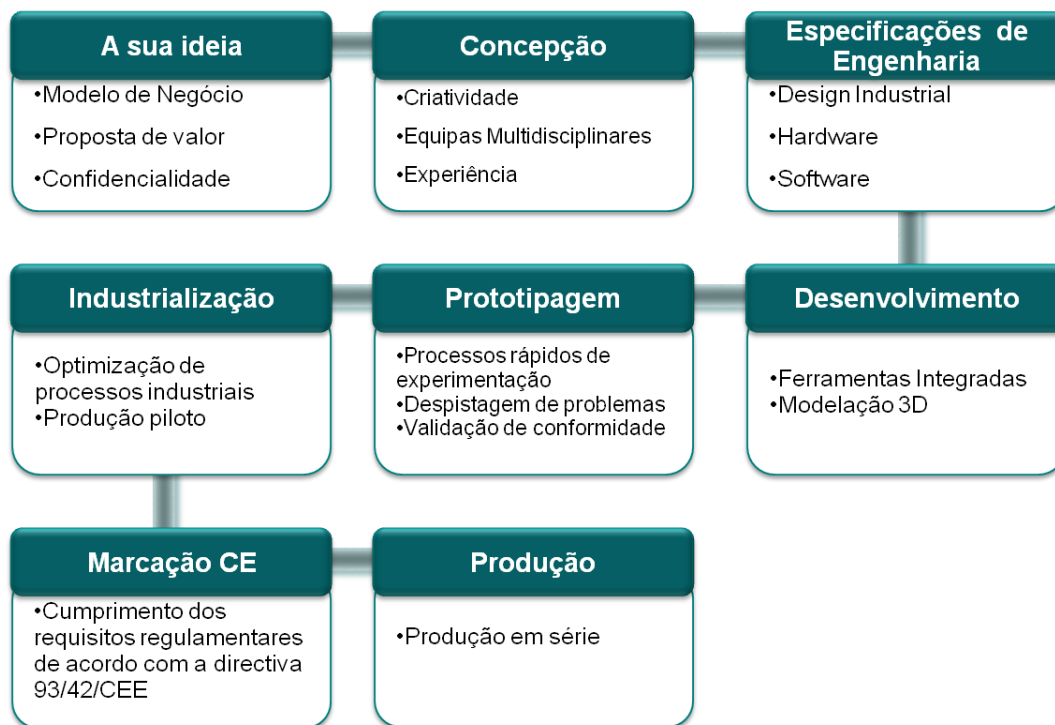 A sua ideia
•Modelo de Negócio
•Proposta de valor
•Confidencialidade
Concepção
•Criatividade
•Equipas Multidisciplinares
•Experiência
Especificações de
Engenharia
•Design Industrial
•Hardware
•Software
Industrialização
•Optimização de
processos industriais
•Produção piloto
Prototipagem
•Processos rápidos de
experimentação
•Despistagem de problemas
•Validação de conformidade
Desenvolvimento
•Ferramentas Integradas
•Modelação 3D
Marcação CE
•Cumprimento dos
requisitos regulamentares
de acordo com a directiva
93/42/CEE
Produção
•Produção em série